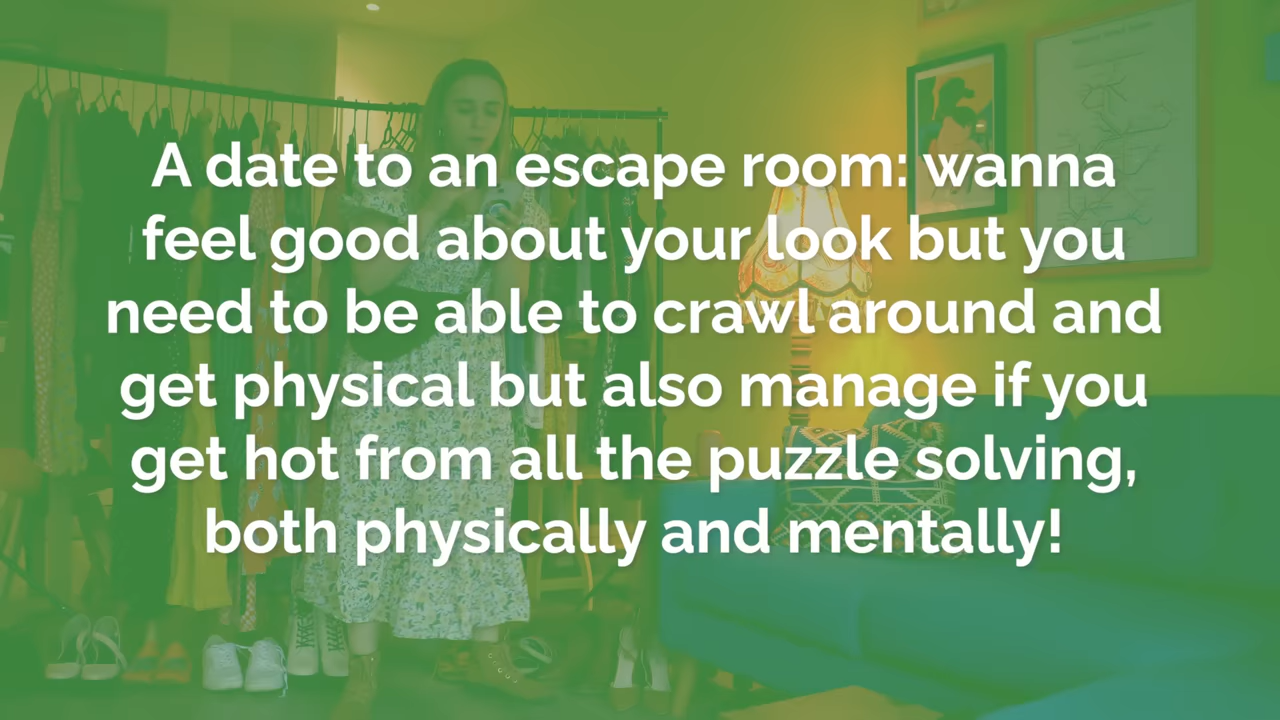 A date to an escape room: wanna
feel good about your look but you
need to be able to crawl around and
get physical but also manage if you
get hot from all the puzzle solving,
both physically and mentally!